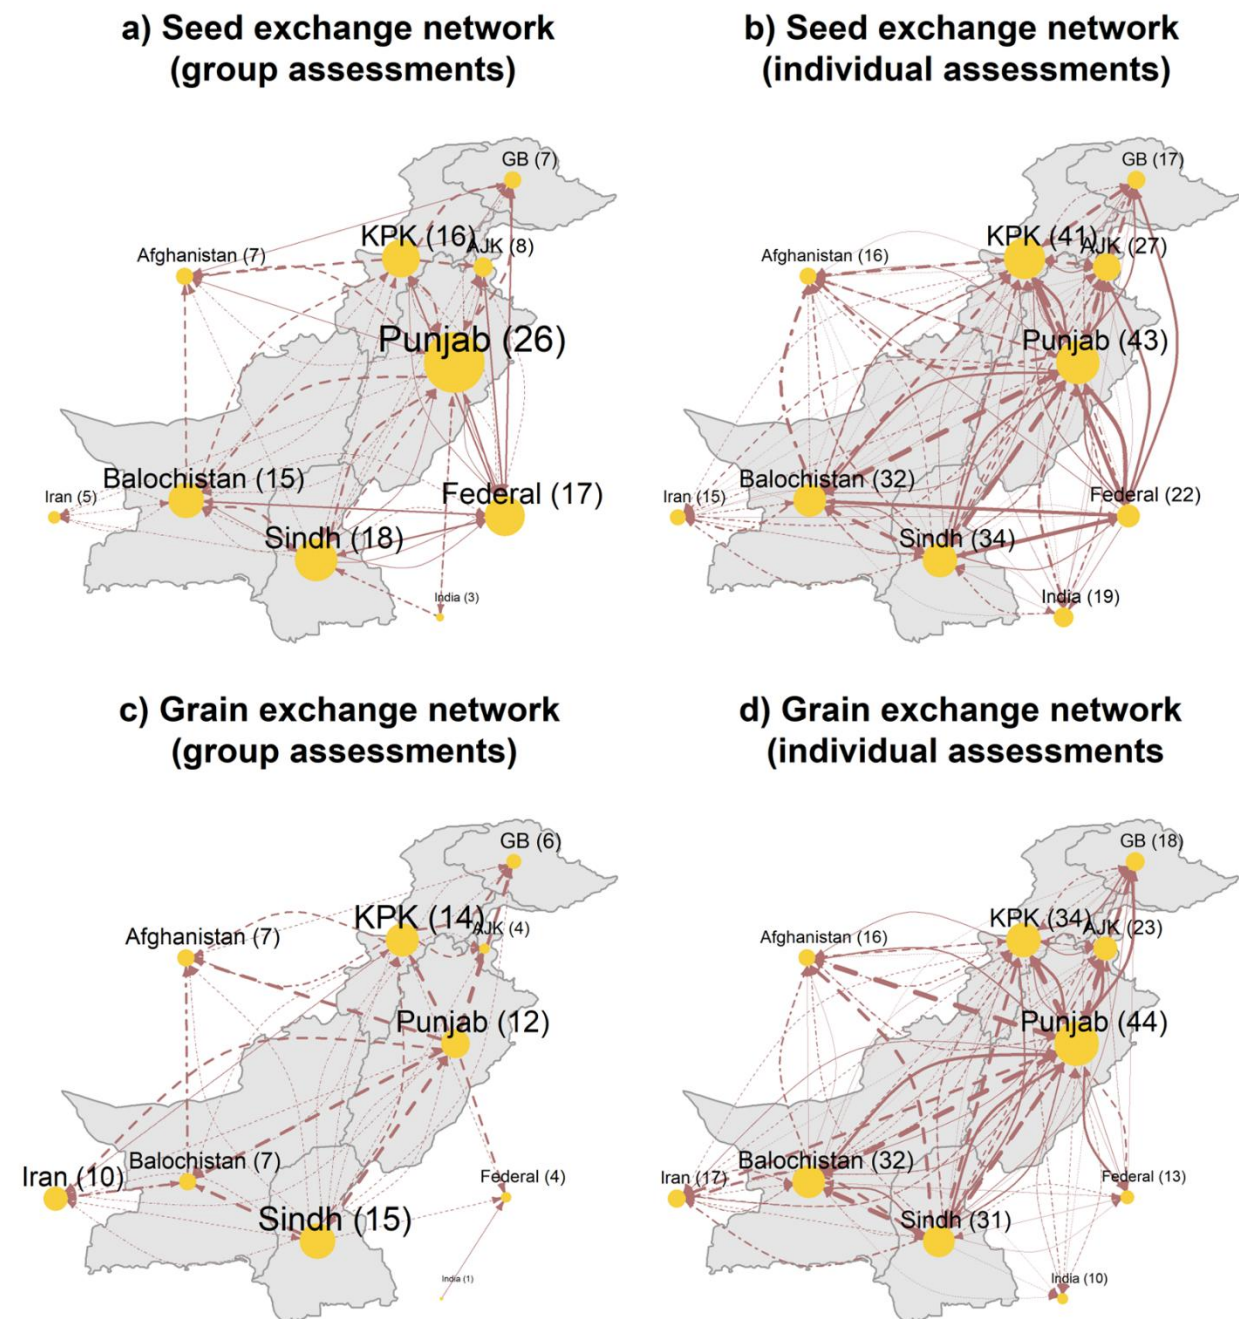 a) Seed exchange network
(group assessments)
b) Seed exchange network
(individual assessments)
GB (7)
KPK (16)
AJK (8)
Afghanistan (7)
Punjab (26)
Balochistan (15)
Iran (5)
Federal (17)
Sindh (18)
India (3)
GB (17)
KPK (41)
AJK (27)
Afghanistan (16)
Punjab (43)
Balochistan (32)
Iran (15)
Federal (22)
Sindh (34)
India (19)
c) Grain exchange network
(group assessments)
d) Grain exchange network
(individual assessments
GB (6)
KPK (14)
AJK (4)
Afghanistan (7)
Punjab (12)
Balochistan (7)
Iran (10)
Federal (4)
Sindh (15)
India (1)
GB (18)
KPK (34)
AJK (23)
Afghanistan (16)
Punjab (44)
Balochistan (32)
Iran (17)
Federal (13)
Sindh (31)
India (10)